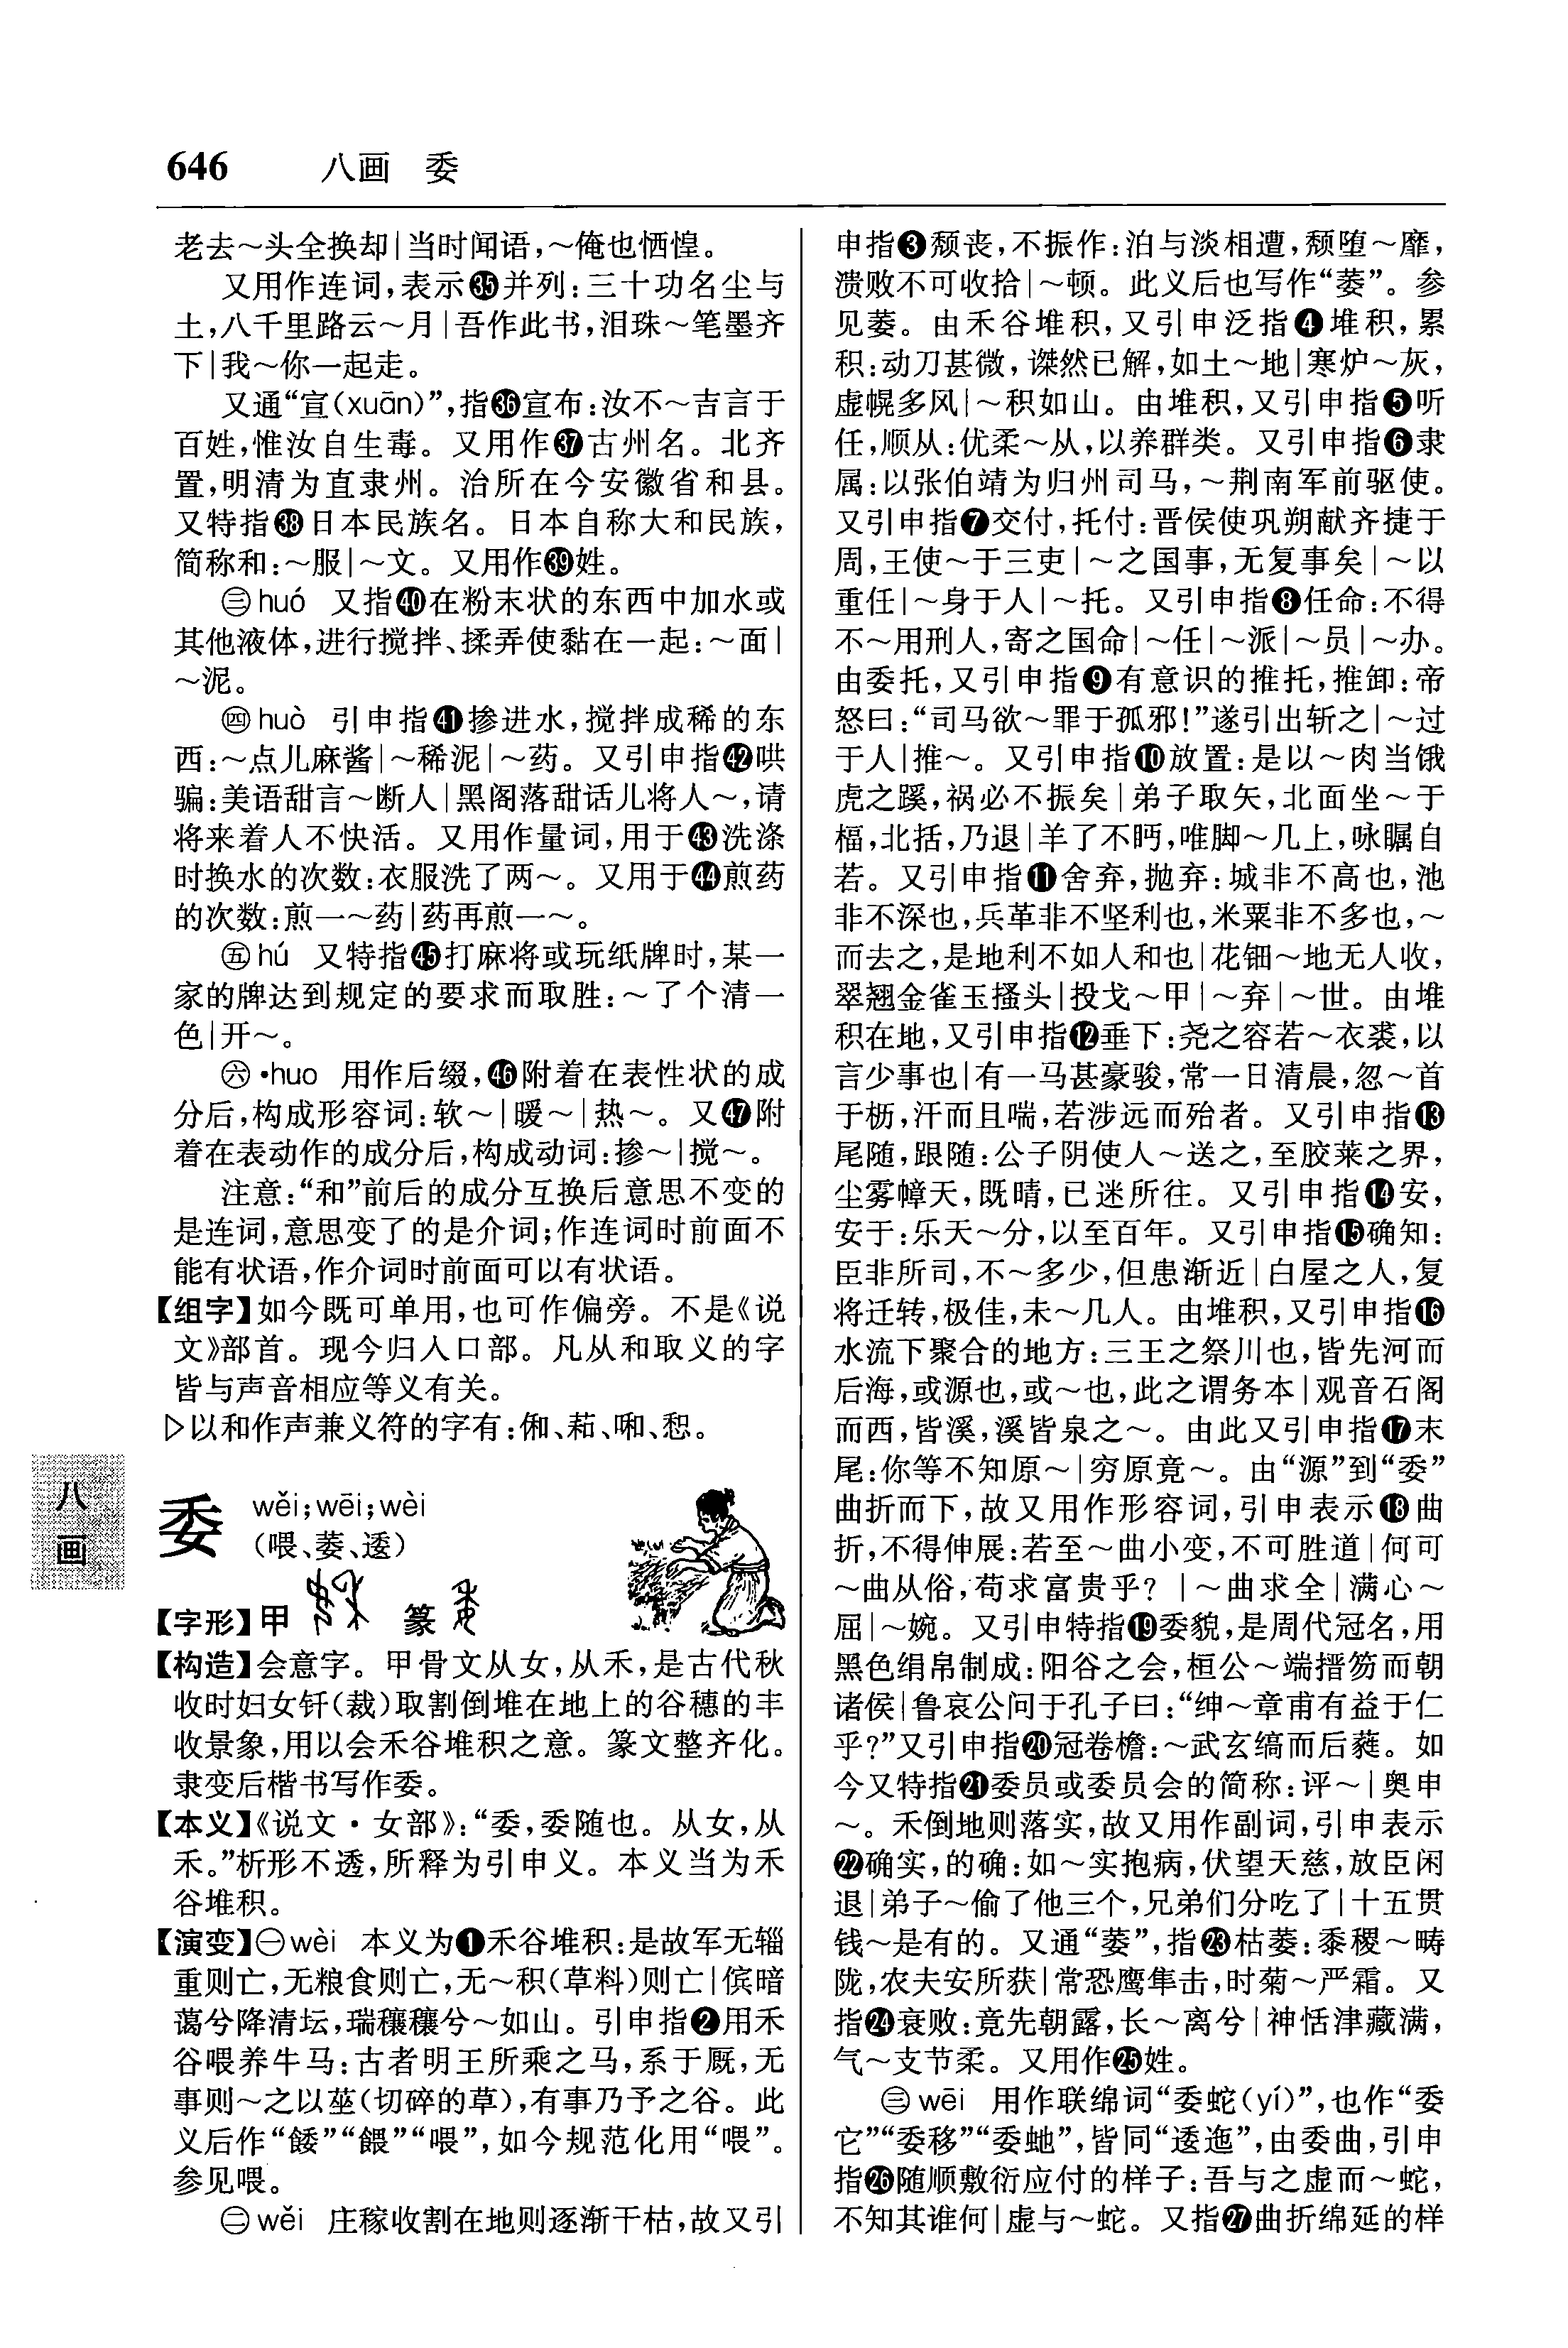 646 八画 委
老去～头全换却|当时闻语,～俺也恓惶。
又用作连词,表示㉟并列:三十功名尘与
土,八千里路云～月|吾作此书,泪珠～笔墨齐
下|我～你一起走。
又通“宣(xuān)”,指㊱宣布:汝不～吉言于
百姓,惟汝自生毒。又用作㊲古州名。北齐
置,明清为直隶州。治所在今安徽省和县。
又特指㊳日本民族名。日本自称大和民族,
简称和:～服|～文。又用作㊴姓。
㊂huó 又指㊵在粉末状的东西中加水或
其他液体,进行搅拌、揉弄使黏在一起:～面|
～泥。
㊃huò 引申指㊶掺进水,搅拌成稀的东
西:～点儿麻酱|～稀泥|～药。又引申指㊷哄
骗:美语甜言～断人|黑阁落甜话儿将人～,请
将来着人不快活。又用作量词,用于㊸洗涤
时换水的次数:衣服洗了两～。又用于㊹煎药
的次数:煎一～药|药再煎一～。
㊄hú 又特指㊺打麻将或玩纸牌时,某一
家的牌达到规定的要求而取胜:～了个清一
色|开～。
㊅·huo 用作后缀,㊻附着在表性状的成
分后,构成形容词:软～|暖～|热～。又㊼附
着在表动作的成分后,构成动词:掺～|搅～。
注意:“和”前后的成分互换后意思不变的
是连词,意思变了的是介词;作连词时前面不
能有状语,作介词时前面可以有状语。
【组字】如今既可单用,也可作偏旁。不是《说
文》部首。现今归入口部。凡从和取义的字
皆与声音相应等义有关。
▷以和作声兼义符的字有:俰、萂、啝、惒。
委 wěi;wēi;wèi
(喂、萎、逶)
【字形】甲 篆
【构造】会意字。甲骨文从女,从禾,是古代秋
收时妇女钎(裁)取割倒堆在地上的谷穗的丰
收景象,用以会禾谷堆积之意。篆文整齐化。
隶变后楷书写作委。
【本义】《说文·女部》:“委,委随也。从女,从
禾。”析形不透,所释为引申义。本义当为禾
谷堆积。
【演变】㊀wèi 本义为❶禾谷堆积:是故军无辎
重则亡,无粮食则亡,无～积(草料)则亡|傧暗
蔼兮降清坛,瑞穰穰兮～如山。引申指❷用禾
谷喂养牛马:古者明王所乘之马,系于厩,无
事则～之以莝(切碎的草),有事乃予之谷。此
义后作“餧”“餵”“喂”,如今规范化用“喂”。
参见喂。
㊁wěi 庄稼收割在地则逐渐干枯,故又引
申指❸颓丧,不振作:泊与淡相遭,颓堕～靡,
溃败不可收拾|～顿。此义后也写作“萎”。参
见萎。由禾谷堆积,又引申泛指❹堆积,累
积:动刀甚微,谍然已解,如土～地|寒炉～灰,
虚幌多风|～积如山。由堆积,又引申指❺听
任,顺从:优柔～从,以养群类。又引申指❻隶
属:以张伯靖为归州司马,～荆南军前驱使。
又引申指❼交付,托付:晋侯使巩朔献齐捷于
周,王使～于三吏|～之国事,无复事矣|～以
重任|～身于人|～托。又引申指❽任命:不得
不～用刑人,寄之国命|～任|～派|～员|～办。
由委托,又引申指❾有意识的推托,推卸:帝
怒曰:“司马欲～罪于孤邪!”遂引出斩之|～过
于人|推～。又引申指❿放置:是以～肉当饿
虎之蹊,祸必不振矣|弟子取矢,北面坐～于
楅,北括,乃退|羊了不眄,唯脚～几上,咏瞩自
若。又引申指⓫舍弃,抛弃:城非不高也,池
非不深也,兵革非不坚利也,米粟非不多也,～
而去之,是地利不如人和也|花钿～地无人收,
翠翘金雀玉搔头|投戈～甲|～弃|～世。由堆
积在地,又引申指⓬垂下:尧之容若～衣裘,以
言少事也|有一马甚豪骏,常一日清晨,忽～首
于枥,汗而且喘,若涉远而殆者。又引申指⓭
尾随,跟随:公子阴使人～送之,至胶莱之界,
尘雾幛天,既晴,已迷所往。又引申指⓮安,
安于:乐天～分,以至百年。又引申指⓯确知:
臣非所司,不～多少,但患渐近|白屋之人,复
将迁转,极佳,未～几人。由堆积,又引申指⓰
水流下聚合的地方:三王之祭川也,皆先河而
后海,或源也,或～也,此之谓务本|观音石阁
而西,皆溪,溪皆泉之～。由此又引申指⓱末
尾:你等不知原～|穷原竟～。由“源”到“委”
曲折而下,故又用作形容词,引申表示⓲曲
折,不得伸展:若至～曲小变,不可胜道|何可
～曲从俗,苟求富贵乎?|～曲求全|满心～
屈|～婉。又引申特指⓳委貌,是周代冠名,用
黑色绢帛制成:阳谷之会,桓公～端搢笏而朝
诸侯|鲁哀公问于孔子曰:“绅～章甫有益于仁
乎?”又引申指⓴冠卷檐:～武玄缟而后蕤。如
今又特指㉑委员或委员会的简称:评～|奥申
～。禾倒地则落实,故又用作副词,引申表示
㉒确实,的确:如～实抱病,伏望天慈,放臣闲
退|弟子～偷了他三个,兄弟们分吃了|十五贯
钱～是有的。又通“萎”,指㉓枯萎:黍稷～畴
陇,农夫安所获|常恐鹰隼击,时菊～严霜。又
指㉔衰败:竟先朝露,长～离兮|神恬津藏满,
气～支节柔。又用作㉕姓。
㊂wēi 用作联绵词“委蛇(yí)”,也作“委
它”“委移”“委虵”,皆同“逶迤”,由委曲,引申
指㉖随顺敷衍应付的样子:吾与之虚而～蛇,
不知其谁何|虚与～蛇。又指㉗曲折绵延的样
八
画